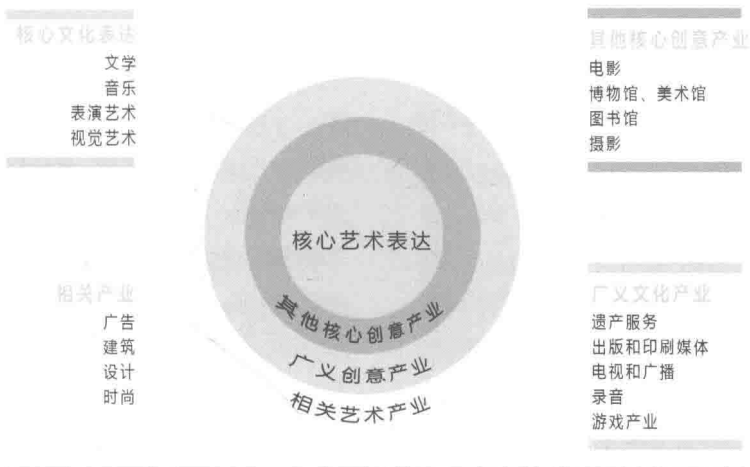 核心文化表达
文学
音乐
表演艺术
视觉艺术
其他核心创意产业
电影
博物馆、美术馆
图书馆
摄影
核心艺术表达
其他核心创意产业
广义创意产业
相关艺术产业
相关产业
广告
建筑
设计
时尚
广义文化产业
遗产服务
出版和印刷媒体
电视和广播
录音
游戏产业